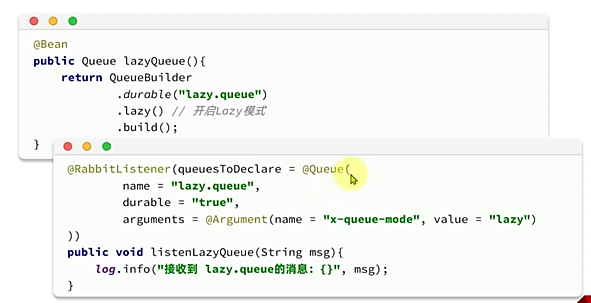 @Bean
public Queue lazyQueue(){
    return QueueBuilder
            .durable("lazy.queue")
            .lazy() // 开启Lazy模式
            .build();
}
@RabbitListener(queuesToDeclare = @Queue(
        name = "lazy.queue",
        durable = "true",
        arguments = @Argument(name = "x-queue-mode", value = "lazy")
))
public void listenLazyQueue(String msg){
    log.info("接收到 lazy.queue的消息: {}", msg);
}